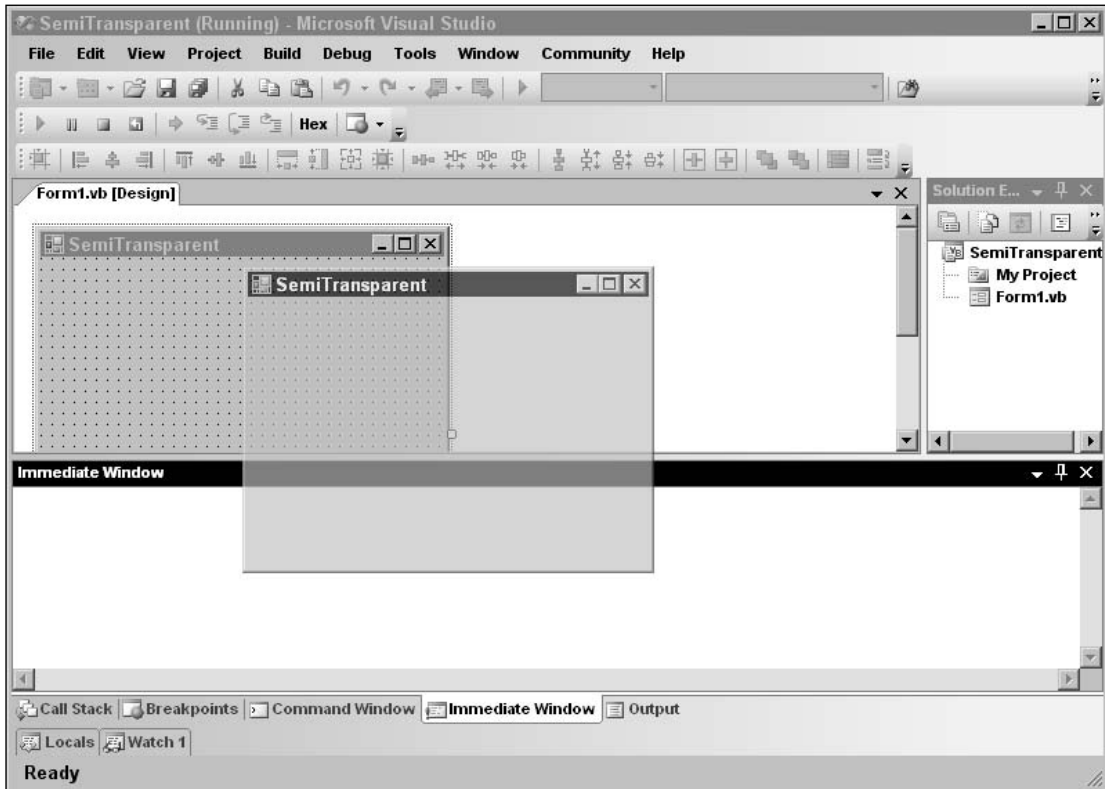 SemiTransparent (Running) - Microsoft Visual Studio
File Edit View Project Build Debug Tools Window Community Help
Hex
Form1.vb [Design]
Solution E...
SemiTransparent
SemiTransparent
SemiTransparent
My Project
Form1.vb
Immediate Window
Call Stack Breakpoints Command Window Immediate Window Output
Locals Watch 1
Ready